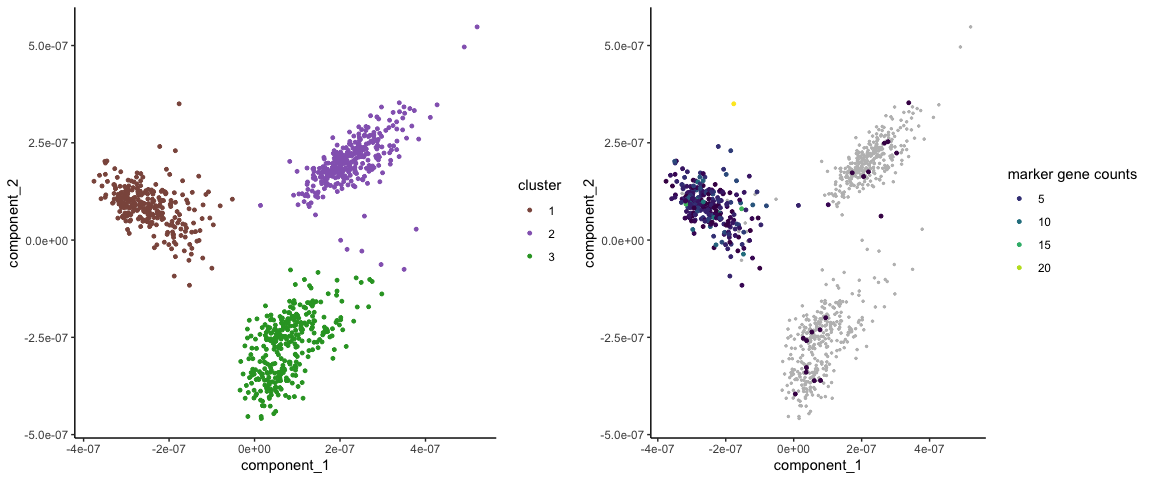 5.0e-07
2.5e-07
0.0e+00
-2.5e-07
-5.0e-07
component_2
-4e-07 -2e-07 0e+00 2e-07 4e-07
component_1
cluster
1
2
3
5.0e-07
2.5e-07
0.0e+00
-2.5e-07
-5.0e-07
component_2
-4e-07 -2e-07 0e+00 2e-07 4e-07
component_1
marker gene counts
5
10
15
20